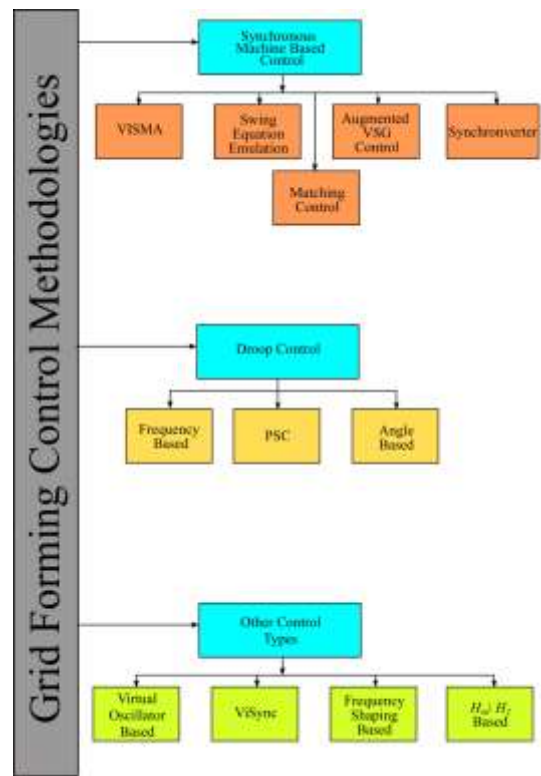 Grid Forming Control Methodologies
Synchronous
Machine Based
Control
VISMA
Swing
Equation
Emulation
Augmented
VSG Control
Synchronverter
Matching
Control
Droop Control
Frequency
Based
PSC
Angle
Based
Other Control
Types
Virtual
Oscillator
Based
ViSync
Frequency
Shaping
Based
H∞/ H2
Based